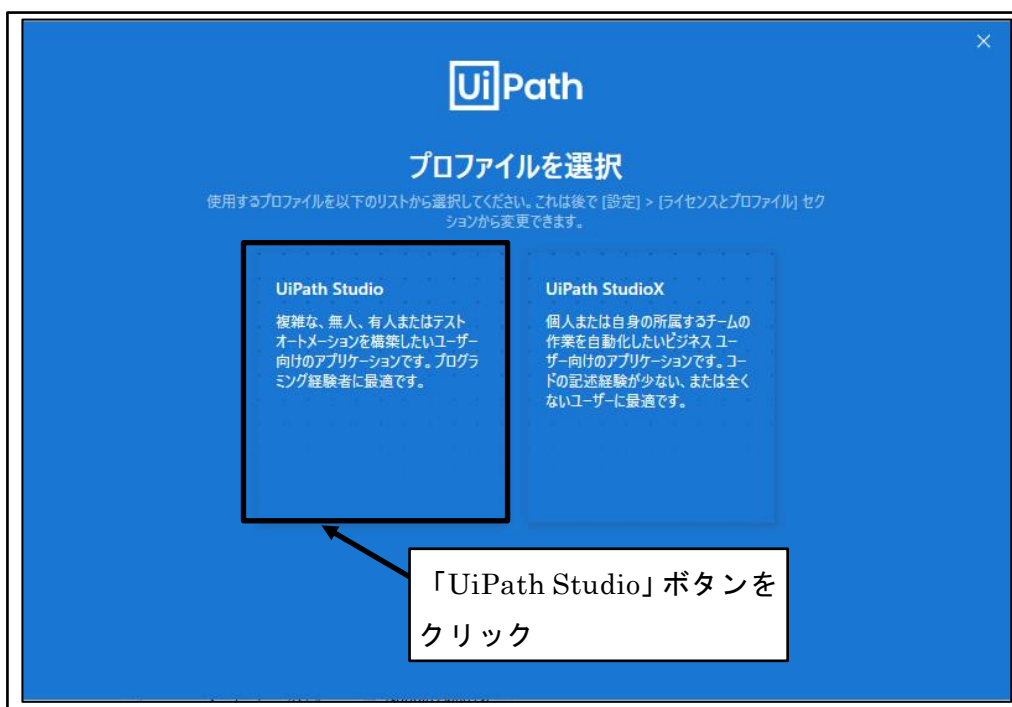 UiPath
プロファイルを選択
使用するプロファイルを以下のリストから選択してください。これは後で [設定] > [ライセンスとプロファイル] セク
ションから変更できます。
UiPath Studio
複雑な、無人、有人またはテスト
オートメーションを構築したいユーザー
向けのアプリケーションです。プログラ
ミング経験者に最適です。
UiPath StudioX
個人または自身の所属するチームの
作業を自動化したいビジネス ユー
ザー向けのアプリケーションです。コー
ドの記述経験が少ない、または全く
ないユーザーに最適です。
「UiPath Studio」ボタンを
クリック